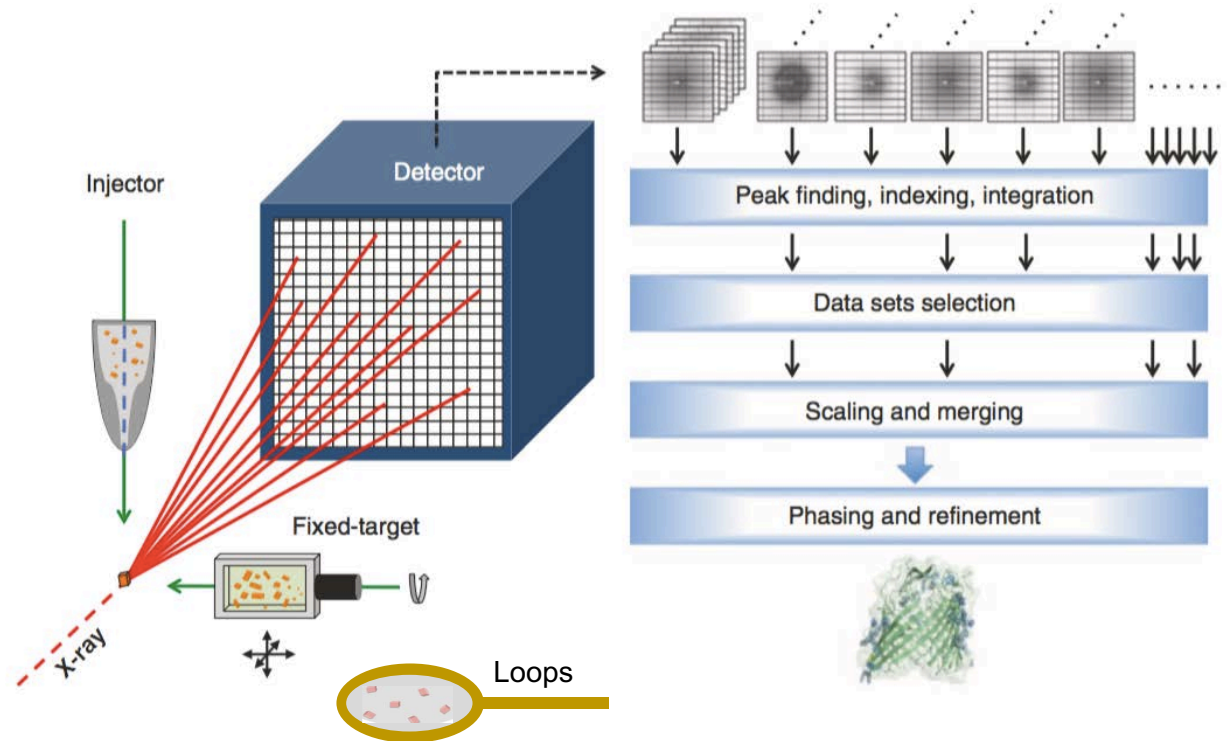 Injector
Detector
Fixed-target
X-ray
Loops
Peak finding, indexing, integration
Data sets selection
Scaling and merging
Phasing and refinement